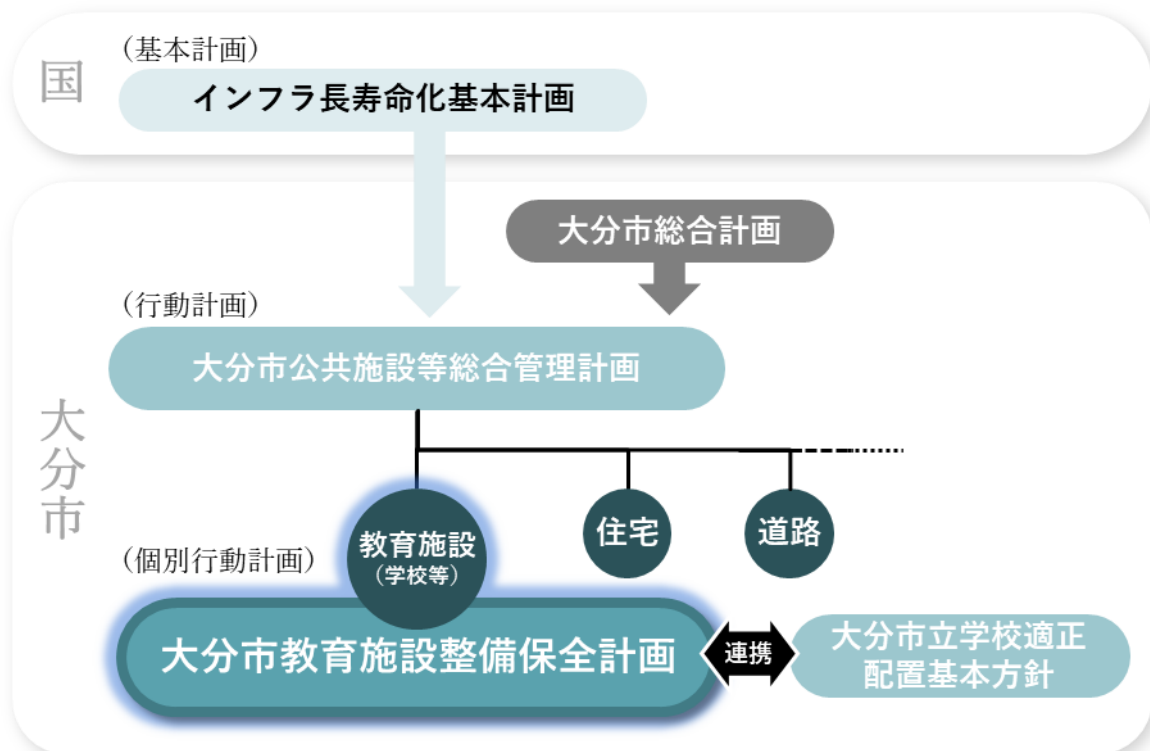 国
（基本計画）
インフラ長寿命化基本計画
大分市総合計画
（行動計画）
大分市公共施設等総合管理計画
大分市
教育施設
（学校等）
住宅
道路
（個別行動計画）
大分市教育施設整備保全計画
連携
大分市立学校適正
配置基本方針